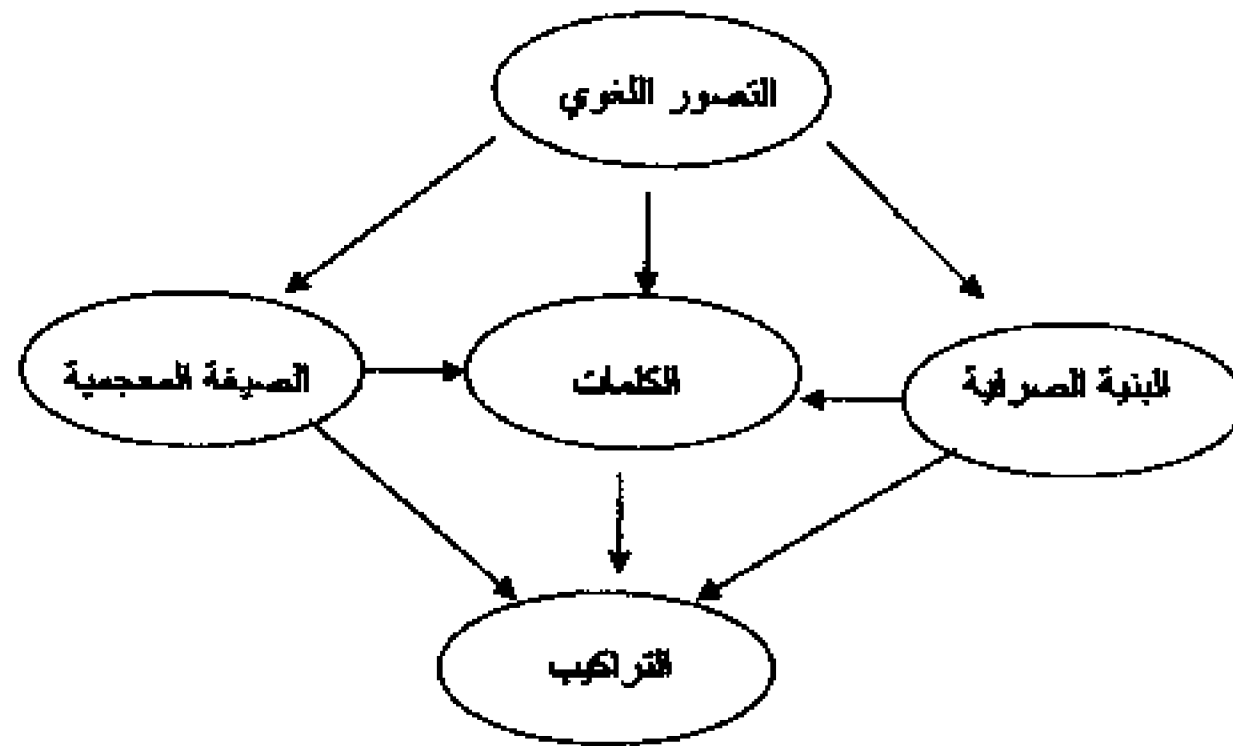 التصور اللغوي
البنية الصرفية
الكلمات
الصيغة المعجمية
التراكيب